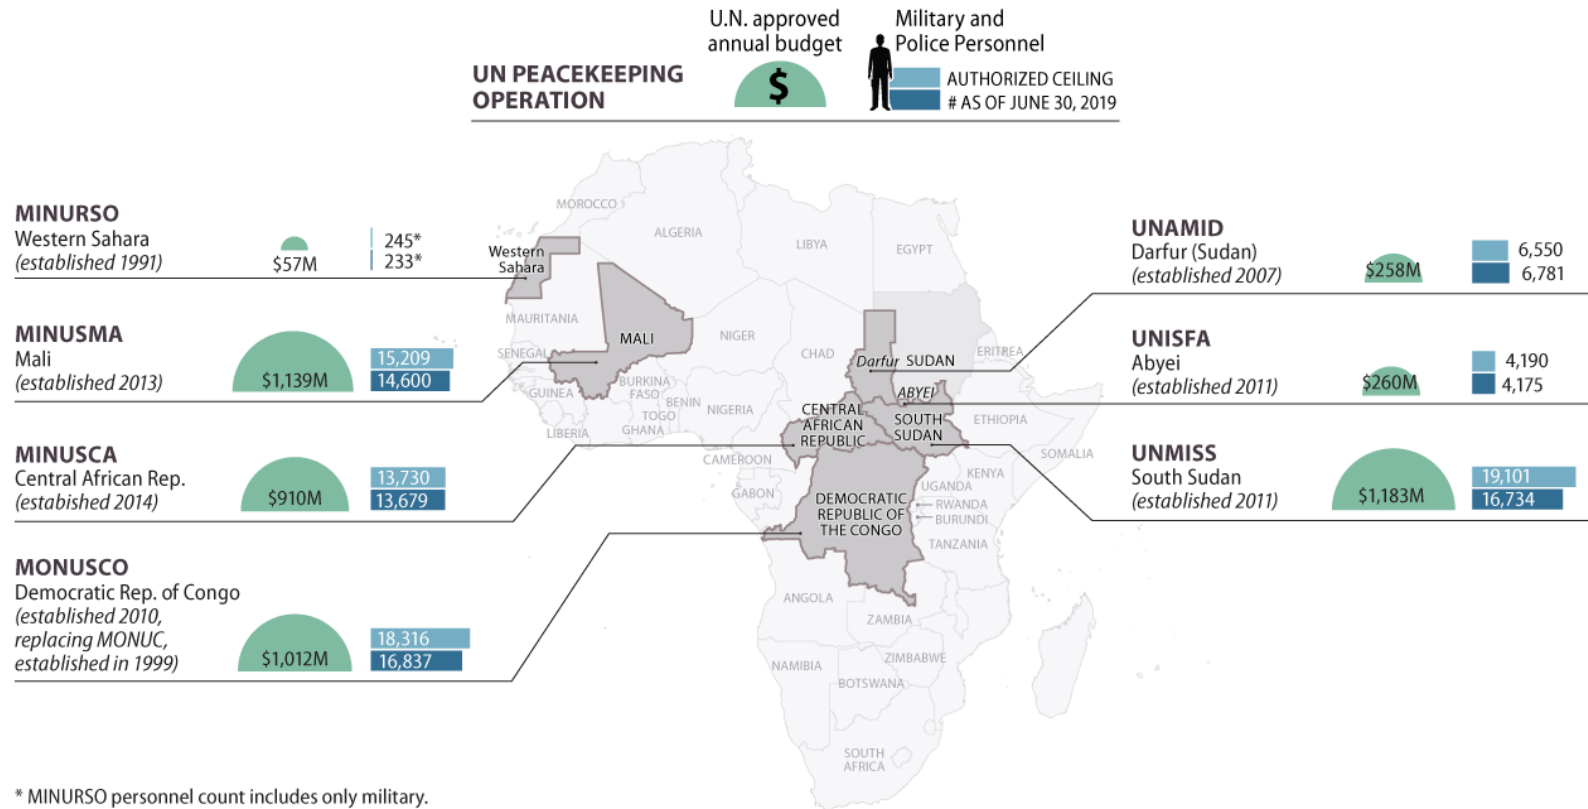 UN PEACEKEEPING
OPERATION
U.N. approved
annual budget
$
Military and
Police Personnel
AUTHORIZED CEILING
# AS OF JUNE 30, 2019
MINURSO
Western Sahara
(established 1991)
$57M
245*
233*
MINUSMA
Mali
(established 2013)
$1,139M
15,209
14,600
MINUSCA
Central African Rep.
(estabished 2014)
$910M
13,730
13,679
MONUSCO
Democratic Rep. of Congo
(established 2010,
replacing MONUC,
established in 1999)
$1,012M
18,316
16,837
UNAMID
Darfur (Sudan)
(established 2007)
$258M
6,550
6,781
UNISFA
Abyei
(established 2011)
$260M
4,190
4,175
UNMISS
South Sudan
(established 2011)
$1,183M
19,101
16,734
MOROCCO
ALGERIA
LIBYA
EGYPT
Western
Sahara
MAURITANIA
MALI
NIGER
CHAD
Darfur
SUDAN
ERITREA
SENEGAL
GUINEA
BURKINA
FASO
BENIN
TOGO
GHANA
LIBERIA
NIGERIA
ABYEI
CENTRAL
AFRICAN
REPUBLIC
SOUTH
SUDAN
ETHIOPIA
SOMALIA
CAMEROON
GABON
DEMOCRATIC
REPUBLIC OF
THE CONGO
KENYA
UGANDA
RWANDA
BURUNDI
TANZANIA
ANGOLA
ZAMBIA
NAMIBIA
ZIMBABWE
BOTSWANA
SOUTH
AFRICA
* MINURSO personnel count includes only military.